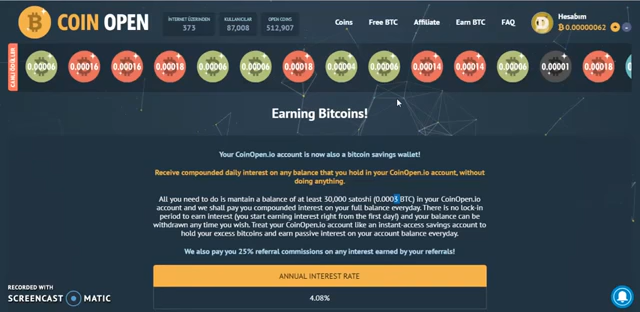 COIN OPEN
İNTERNET ÜZERİNDEN
373
KULLANICILAR
87,008
OPEN COINS
512,907
Coins
Free BTC
Affiliate
Earn BTC
FAQ
Hesabım
0.00000062
0.00006
0.00016
0.00016
0.00018
0.00006
0.00006
0.00018
0.00004
0.00006
0.00014
0.00014
0.00006
0.00001
0.00018
Earning Bitcoins!
Your CoinOpen.io account is now also a bitcoin savings wallet!
Receive compounded daily interest on any balance that you hold in your CoinOpen.io account, without
doing anything.
All you need to do is mantain a balance of at least 30,000 satoshi (0.0003 BTC) in your CoinOpen.io
account and we shall pay you compounded interest on your full balance everyday. There is no lock-in
period to earn interest (you start earning interest right from the first day!) and your balance can be
withdrawn any time you wish. Treat your CoinOpen.io account like an instant-access savings account to
hold your excess bitcoins and earn passive interest on your account balance everyday.
We also pay you 25% referral commissions on any interest earned by your referrals!
ANNUAL INTEREST RATE
4.08%
RECORDED WITH
SCREENCAST MATIC